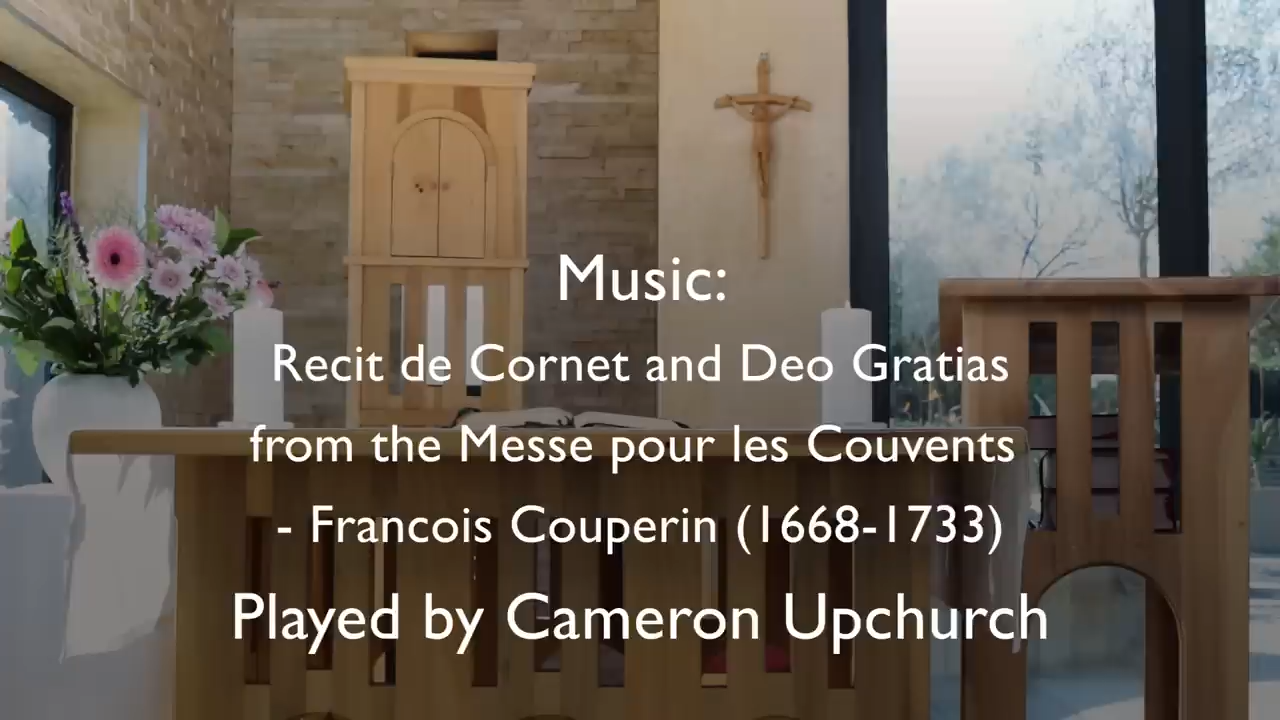 Music:
Recit de Cornet and Deo Gratias
from the Messe pour les Couvents
- Francois Couperin (1668-1733)
Played by Cameron Upchurch